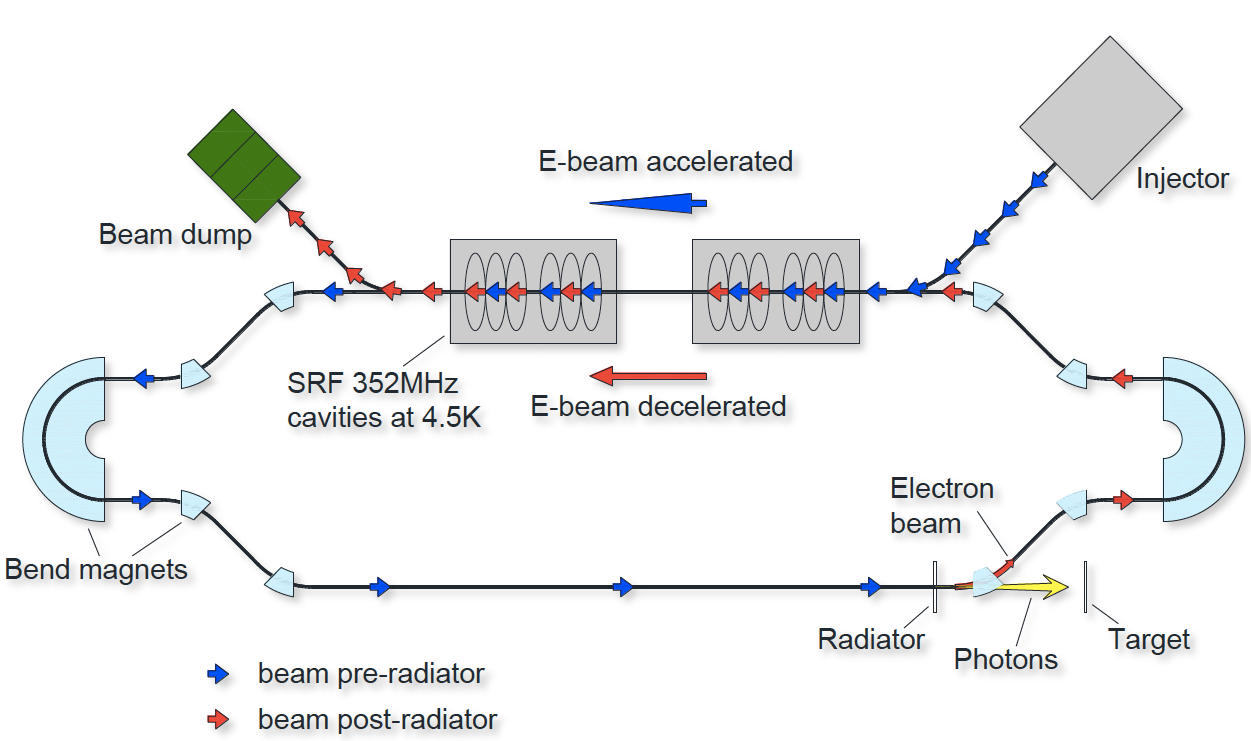 E-beam accelerated
Injector
Beam dump
SRF 352MHz
cavities at 4.5K
E-beam decelerated
Electron
beam
Bend magnets
Radiator
Photons
Target
beam pre-radiator
beam post-radiator